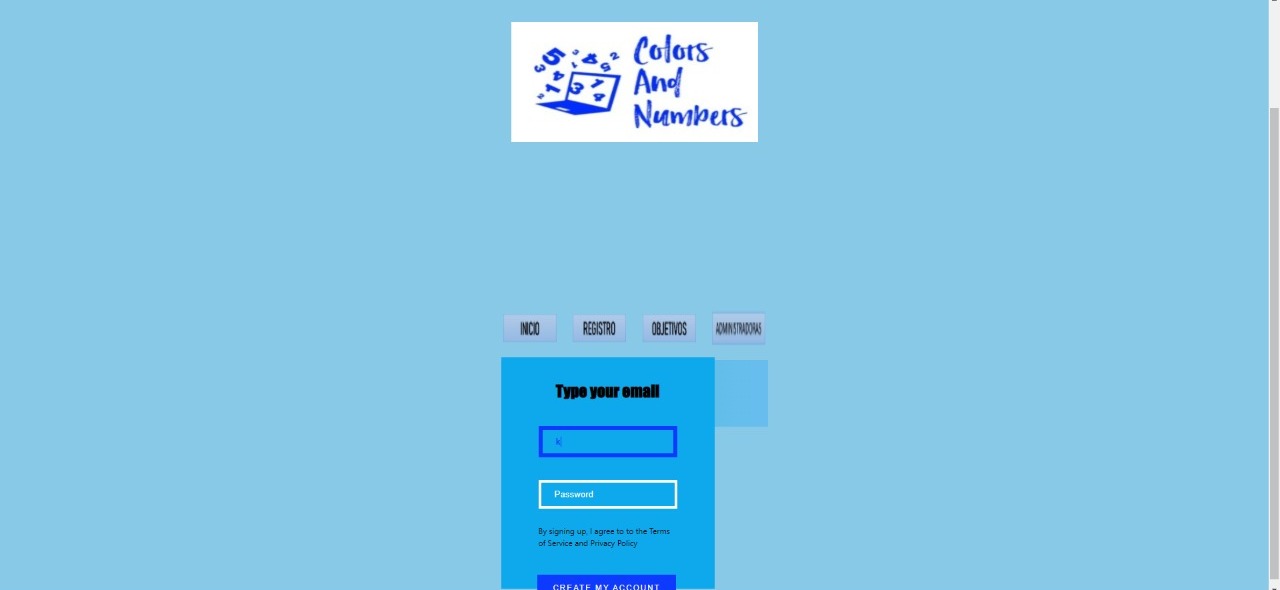 Colors
And
Numbers
INICIO REGISTRO OBJETIVOS ADMINISTRADORAS
Type your email
k
Password
By signing up, I agree to to the Terms
of Service and Privacy Policy
CREATE MY ACCOUNT